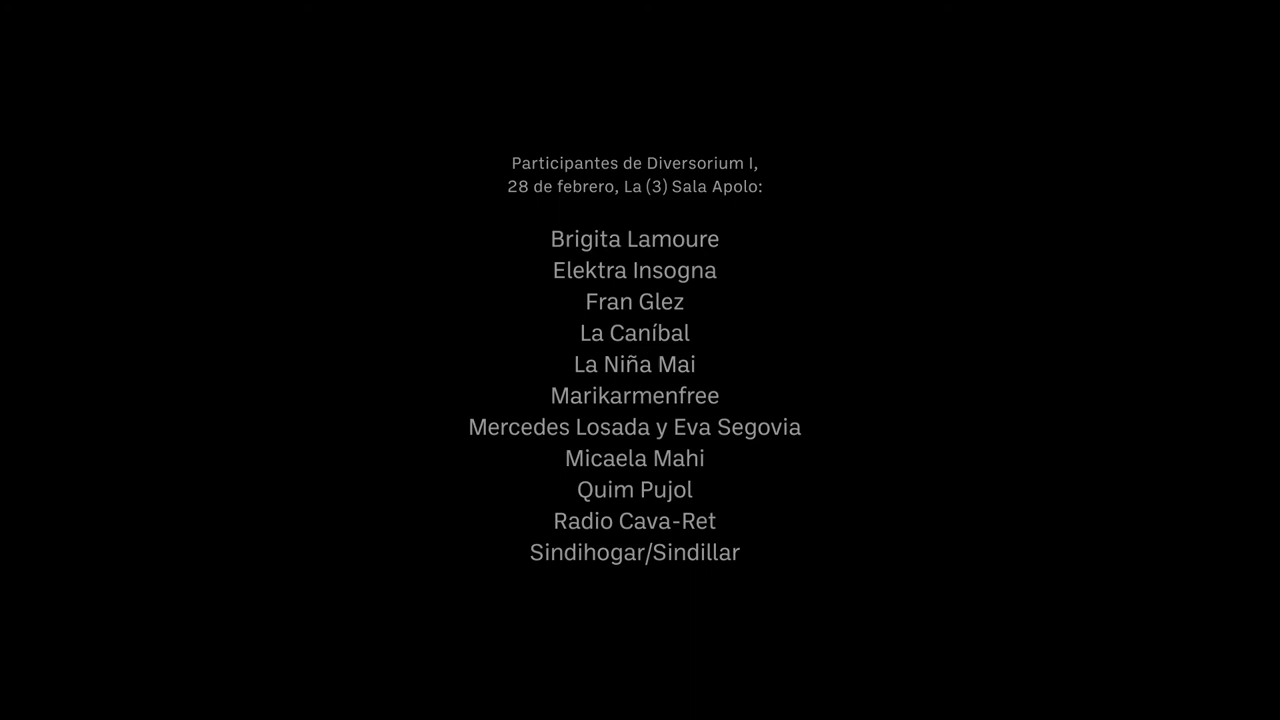 Participantes de Diversorium I,
28 de febrero, La (3) Sala Apolo:
Brigita Lamoure
Elektra Insogna
Fran Glez
La Caníbal
La Niña Mai
Marikarmenfree
Mercedes Losada y Eva Segovia
Micaela Mahi
Quim Pujol
Radio Cava-Ret
Sindihogar/Sindillar